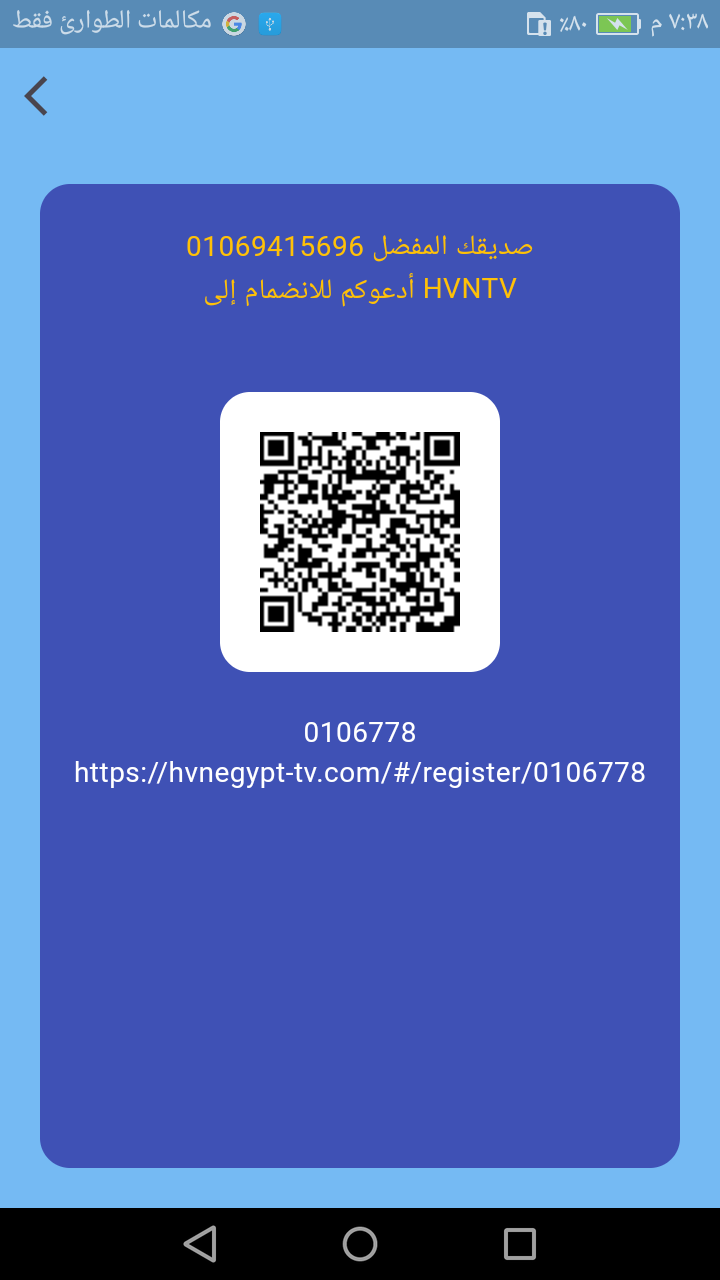 مكالمات الطوارئ فقط
٪٨٠ ٧:٣٨ م
صديقك المفضل 01069415696
HVNTV أدعوكم للانضمام إلى
0106778
https://hvnegypt-tv.com/#/register/0106778